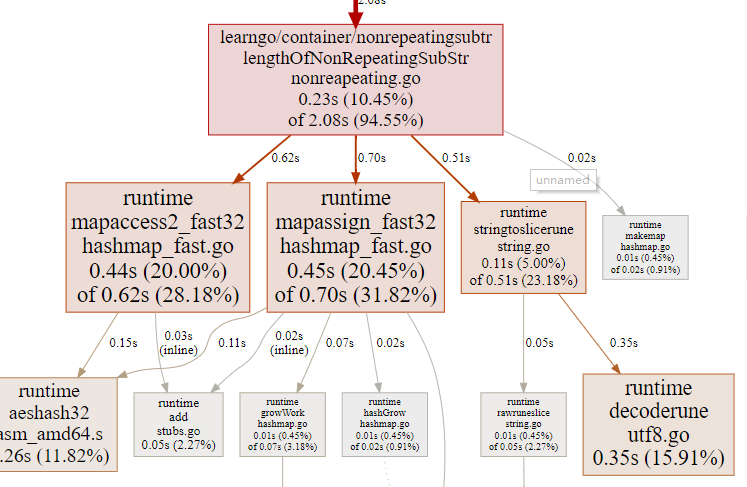 2.08s
learngo/container/nonrepeatingsubtr
lengthOfNonRepeatingSubStr
nonreapeating.go
0.23s (10.45%)
of 2.08s (94.55%)
0.62s
0.70s
0.51s
0.02s
unnamed
runtime
mapaccess2_fast32
hashmap_fast.go
0.44s (20.00%)
of 0.62s (28.18%)
runtime
mapassign_fast32
hashmap_fast.go
0.45s (20.45%)
of 0.70s (31.82%)
runtime
stringtoslicerune
string.go
0.11s (5.00%)
of 0.51s (23.18%)
runtime
makemap
hashmap.go
0.01s (0.45%)
of 0.02s (0.91%)
0.15s
0.03s
(inline)
0.11s
0.02s
(inline)
0.07s
0.02s
0.05s
0.35s
runtime
aeshash32
asm_amd64.s
.26s (11.82%)
runtime
add
stubs.go
0.05s (2.27%)
runtime
growWork
hashmap.go
0.01s (0.45%)
of 0.07s (3.18%)
runtime
hashGrow
hashmap.go
0.01s (0.45%)
of 0.02s (0.91%)
runtime
rawruneslice
string.go
0.01s (0.45%)
of 0.05s (2.27%)
runtime
decoderune
utf8.go
0.35s (15.91%)